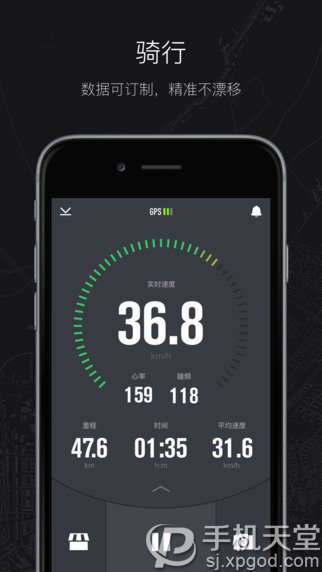 骑行
数据可订制，精准不漂移
GPS
实时速度
36.8
km/h
心率 踏频
159 118
里程 时间 平均速度
47.6 01:35 31.6
km h m km/h
手机天堂
sj.xpgod.com